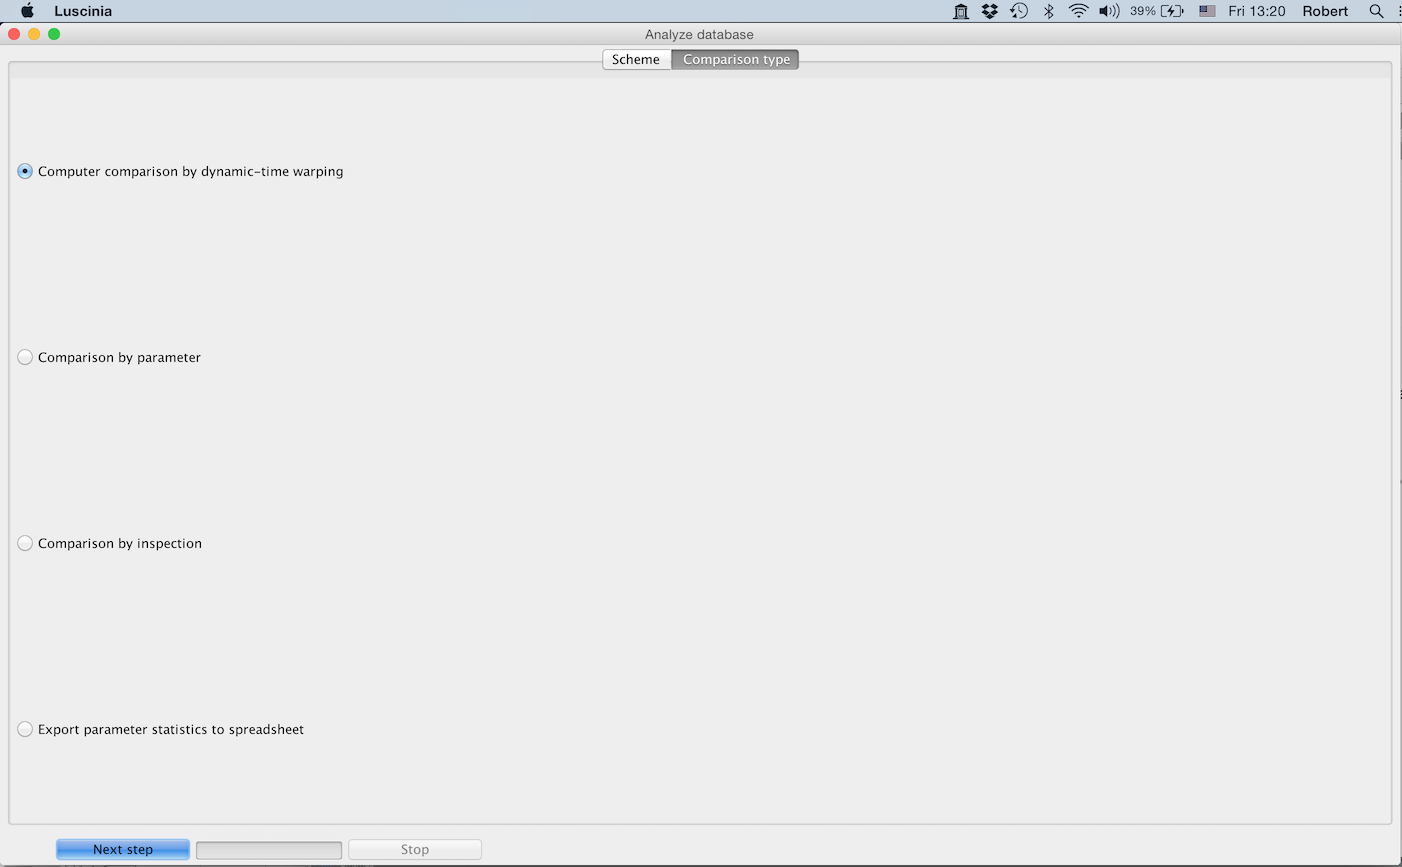 Luscinia
39%
Fri 13:20
Robert
Analyze database
Scheme
Comparison type
Computer comparison by dynamic-time warping
Comparison by parameter
Comparison by inspection
Export parameter statistics to spreadsheet
Next step
Stop